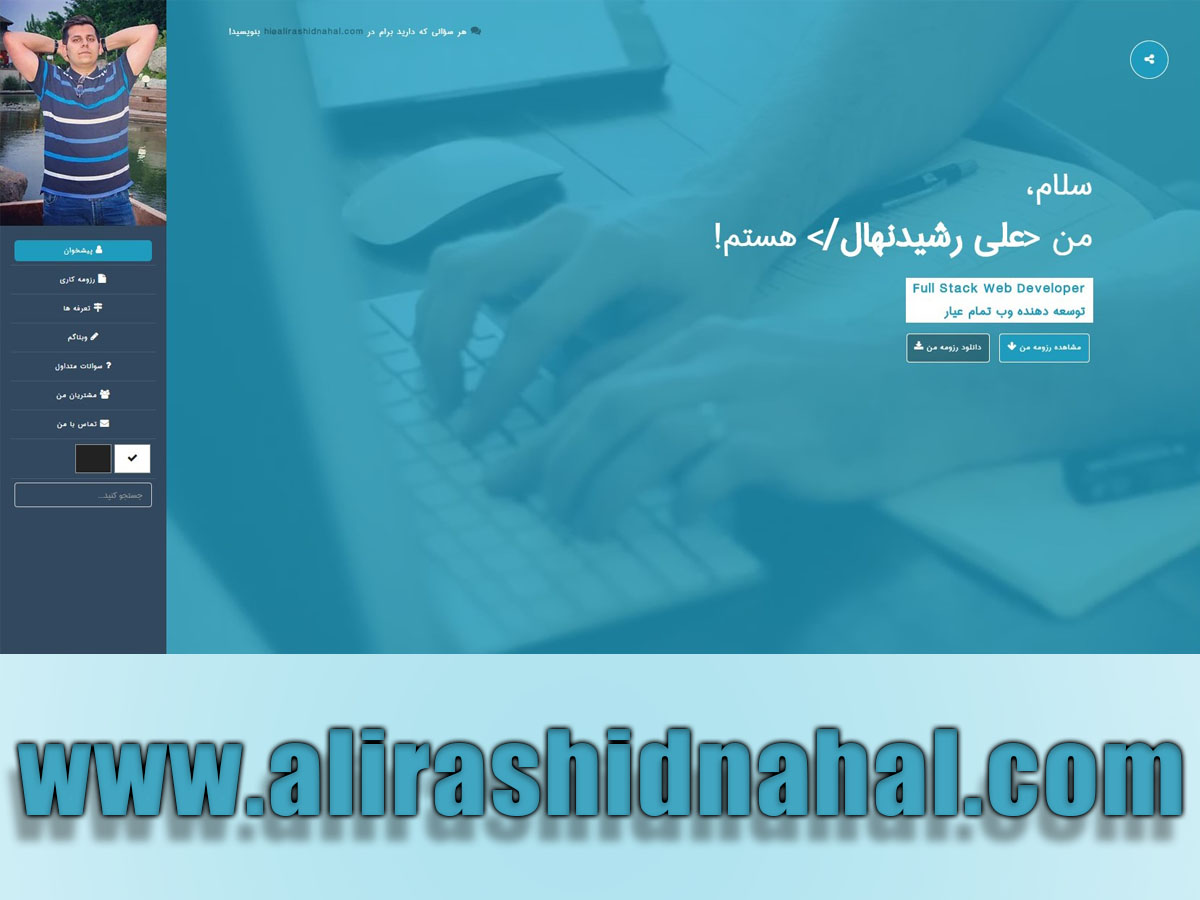 هر سؤالی که دارید برام در hi@alirashidnahal.com بنویسید!
سلام،
من <علی رشیدنهال/> هستم!
Full Stack Web Developer
توسعه دهنده وب تمام عیار
مشاهده رزومه من
دانلود رزومه من
پیشخوان
رزومه کاری
تعرفه ها
وبلاگم
سوالات متداول
مشتریان من
تماس با من
جستجو کنید...
www.alirashidnahal.com